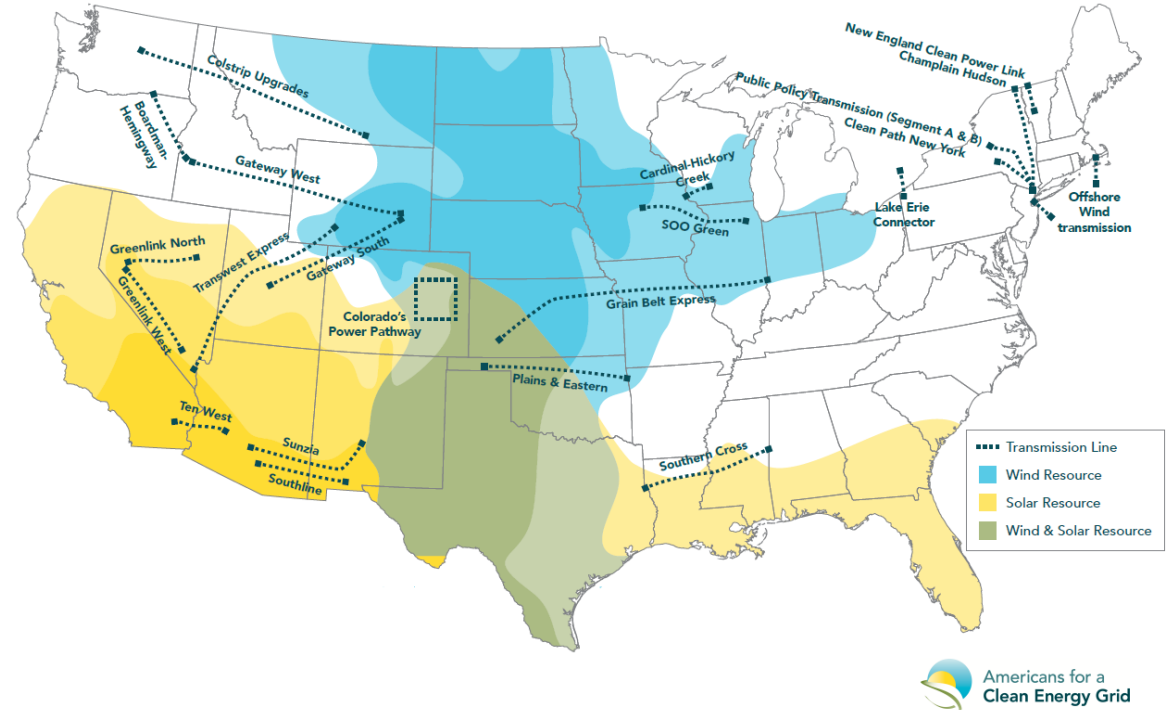 New England Clean Power Link
Champlain Hudson
Public Policy Transmission (Segment A & B)
Clean Path New York
Colstrip Upgrades
Boardman-
Hemingway
Gateway West
Cardinal-Hickory
Creek
Lake Erie
Connector
Offshore
Wind
transmission
SOO Green
Greenlink North
Transwest Express
Gateway South
Greenlink West
Colorado's
Power Pathway
Grain Belt Express
Plains & Eastern
Ten West
Sunzia
Southline
Southern Cross
Transmission Line
Wind Resource
Solar Resource
Wind & Solar Resource
Americans for a
Clean Energy Grid